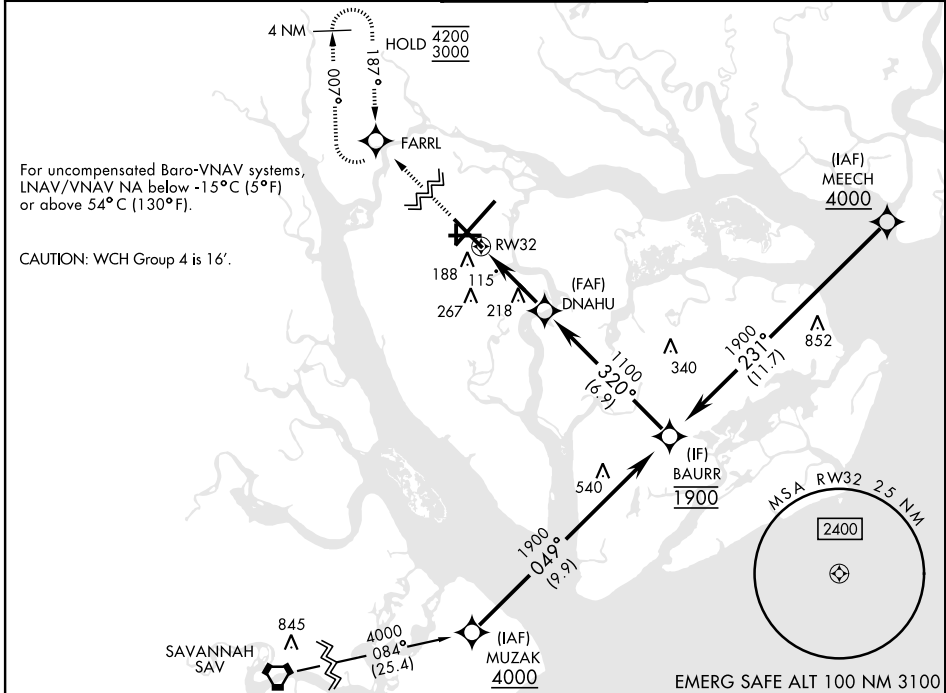 4 NM
HOLD 4200
3000
007°
187°
FARRL
For uncompensated Baro-VNAV systems,
LNAV/VNAV NA below -15°C (5°F)
or above 54°C (130°F).
CAUTION: WCH Group 4 is 16'.
(IAF)
MEECH
4000
RW32
188
115
267
218
(FAF)
DNAHU
852
340
1900
231°
(11.7)
1100
320°
(6.9)
(IF)
BAURR
1900
540
MSA RW32 25 NM
2400
1900
049°
(9.9)
845
SAVANNAH
SAV
4000
084°
(25.4)
(IAF)
MUZAK
4000
EMERG SAFE ALT 100 NM 3100